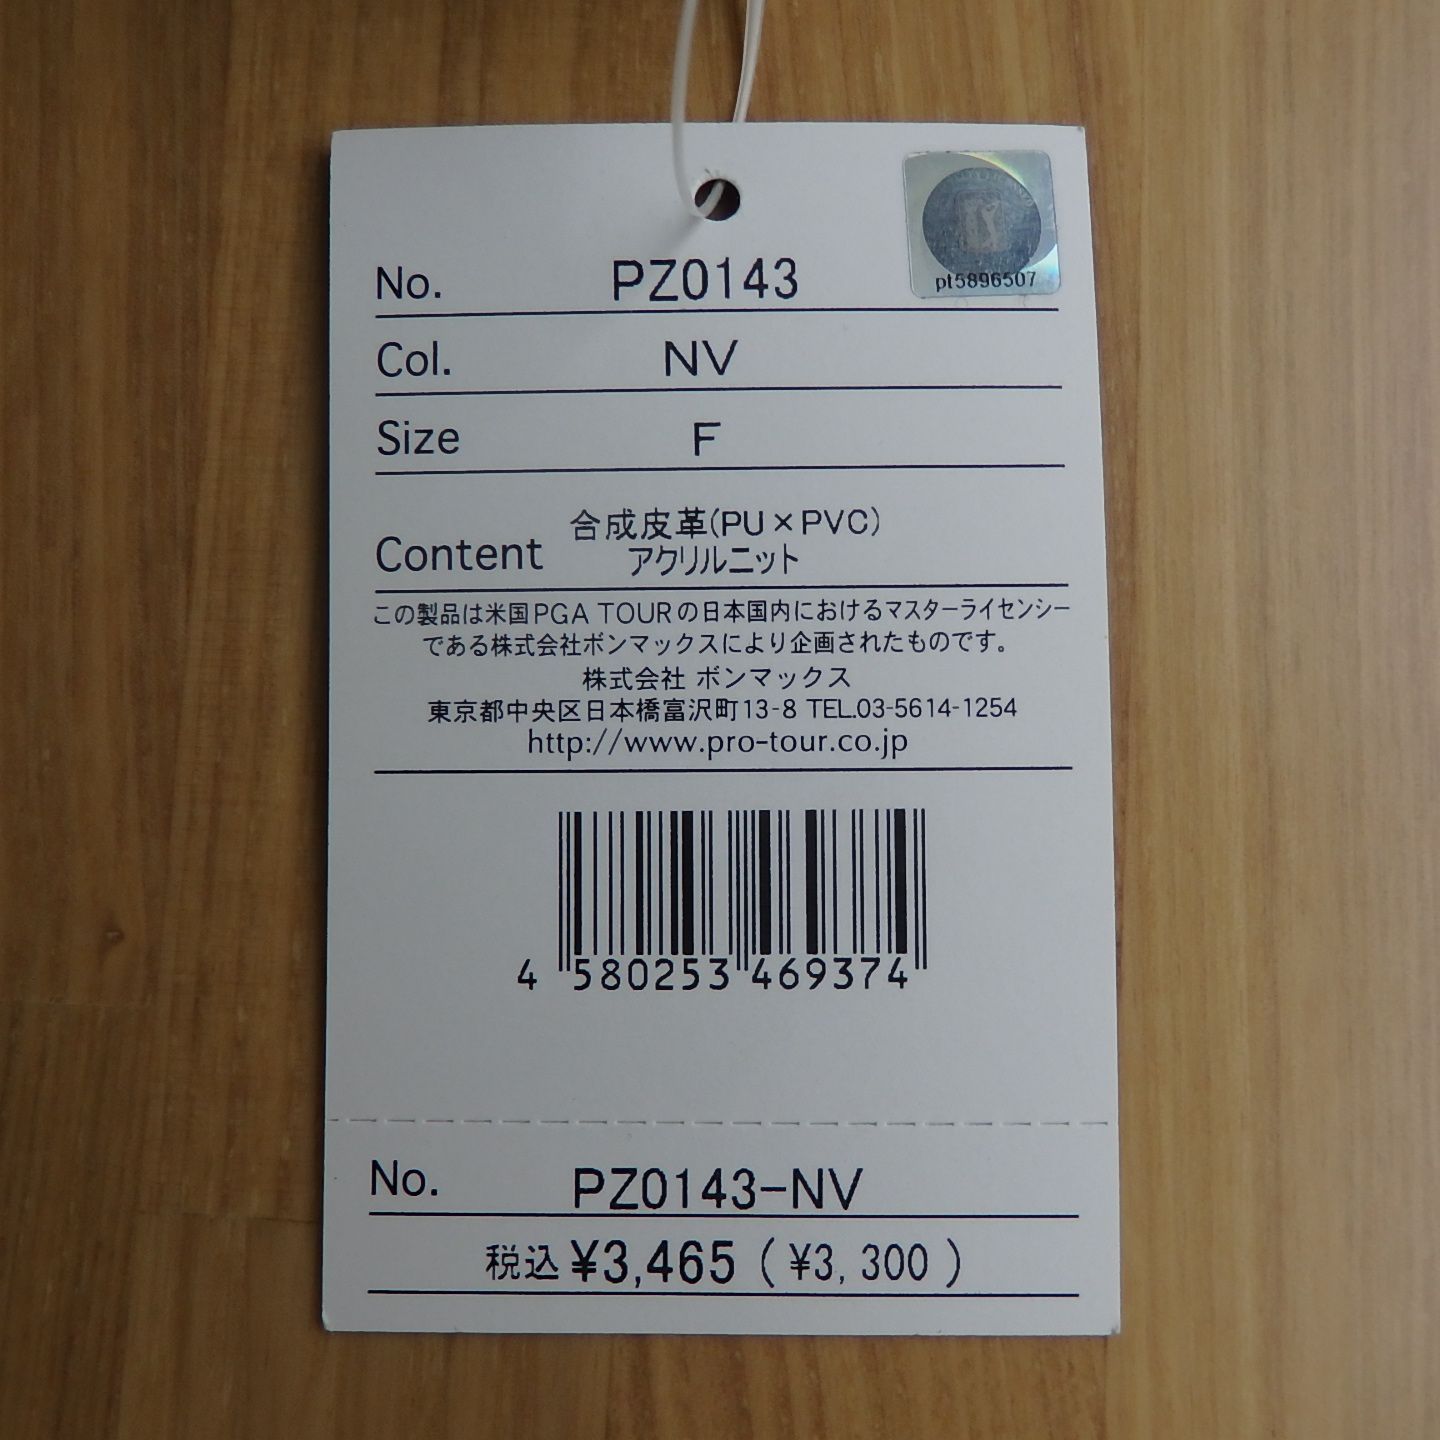 pt5896507
No. PZ0143
Col. NV
Size F
Content 合成皮革(PU×PVC)
アクリルニット
この製品は米国PGA TOURの日本国内におけるマスターライセンシー
である株式会社ボンマックスにより企画されたものです。
株式会社 ボンマックス
東京都中央区日本橋富沢町13-8 TEL.03-5614-1254
http://www.pro-tour.co.jp
4 580253 469374
No. PZ0143-NV
税込 ¥3,465 ( ¥3, 300 )